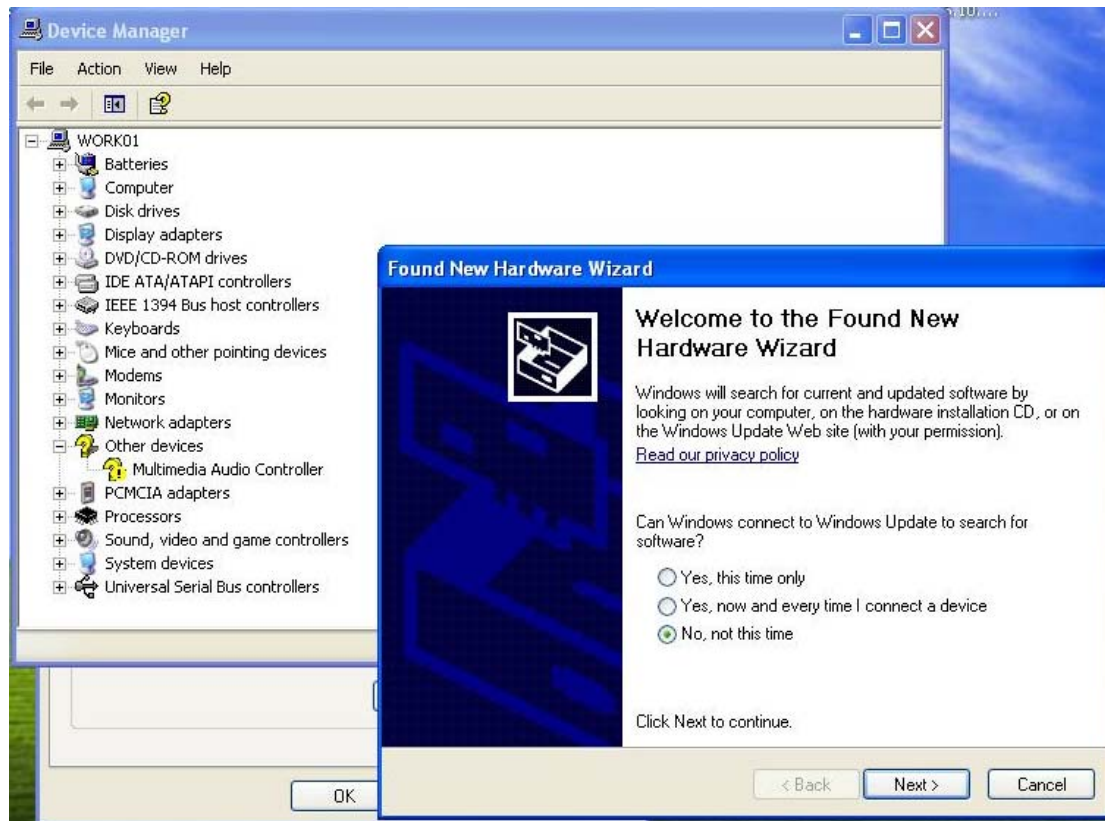 Device Manager
File Action View Help
WORK01
Batteries
Computer
Disk drives
Display adapters
DVD/CD-ROM drives
IDE ATA/ATAPI controllers
IEEE 1394 Bus host controllers
Keyboards
Mice and other pointing devices
Modems
Monitors
Network adapters
Other devices
Multimedia Audio Controller
PCMCIA adapters
Processors
Sound, video and game controllers
System devices
Universal Serial Bus controllers
OK
Found New Hardware Wizard
Welcome to the Found New
Hardware Wizard
Windows will search for current and updated software by
looking on your computer, on the hardware installation CD, or on
the Windows Update Web site (with your permission).
Read our privacy policy
Can Windows connect to Windows Update to search for
software?
Yes, this time only
Yes, now and every time I connect a device
No, not this time
Click Next to continue.
< Back Next > Cancel